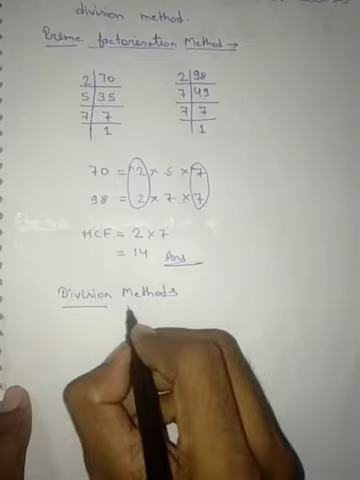 division method.
Prime factorisation Method →
2 | 70
5 | 35
7 | 7
| 1
2 | 98
7 | 49
7 | 7
| 1
70 = 2 × 5 × 7
98 = 2 × 7 × 7
HCF = 2 × 7
= 14 Ans
Division Methods